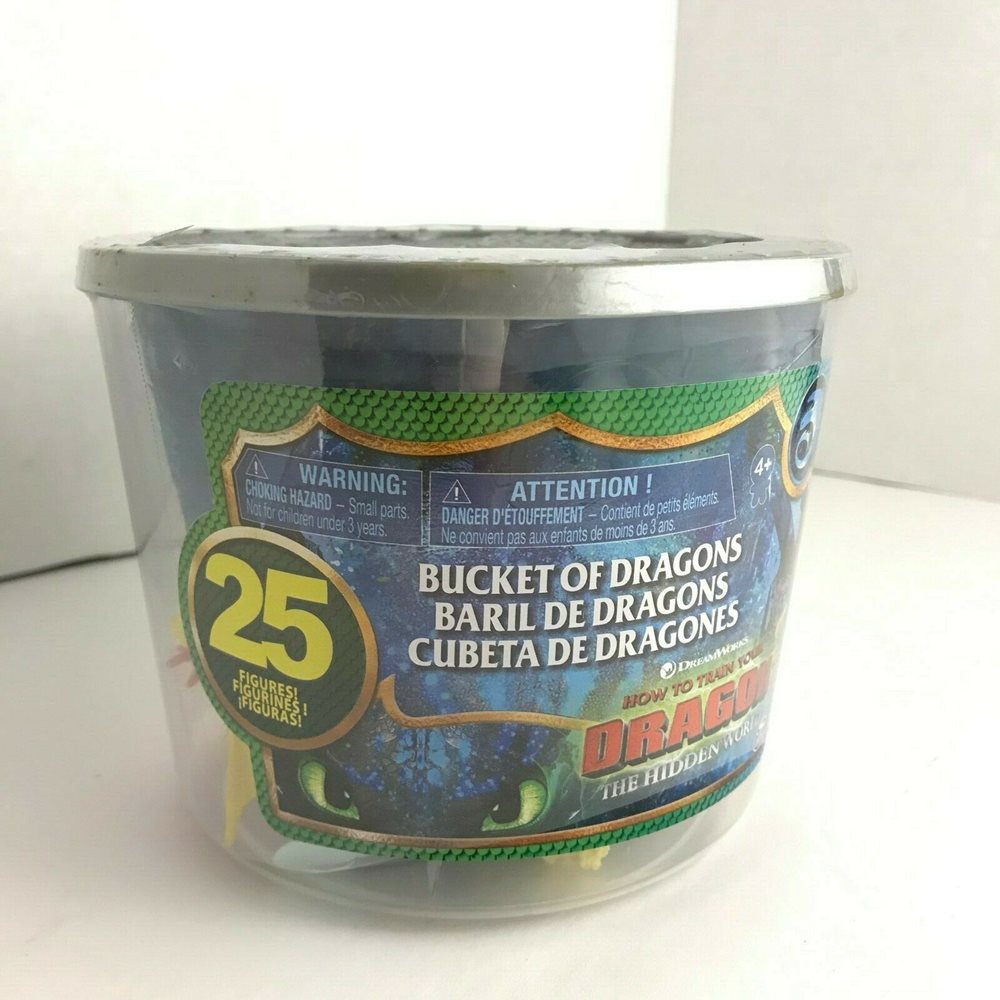 WARNING:
CHOKING HAZARD – Small parts.
Not for children under 3 years.
ATTENTION !
DANGER D'ÉTOUFFEMENT – Contient de petits éléments.
Ne convient pas aux enfants de moins de 3 ans.
4+
BUCKET OF DRAGONS
BARIL DE DRAGONS
CUBETA DE DRAGONES
25
FIGURES!
FIGURINES !
¡FIGURAS!
DREAMWORKS
HOW TO TRAIN YOUR
DRAGON
THE HIDDEN WORLD